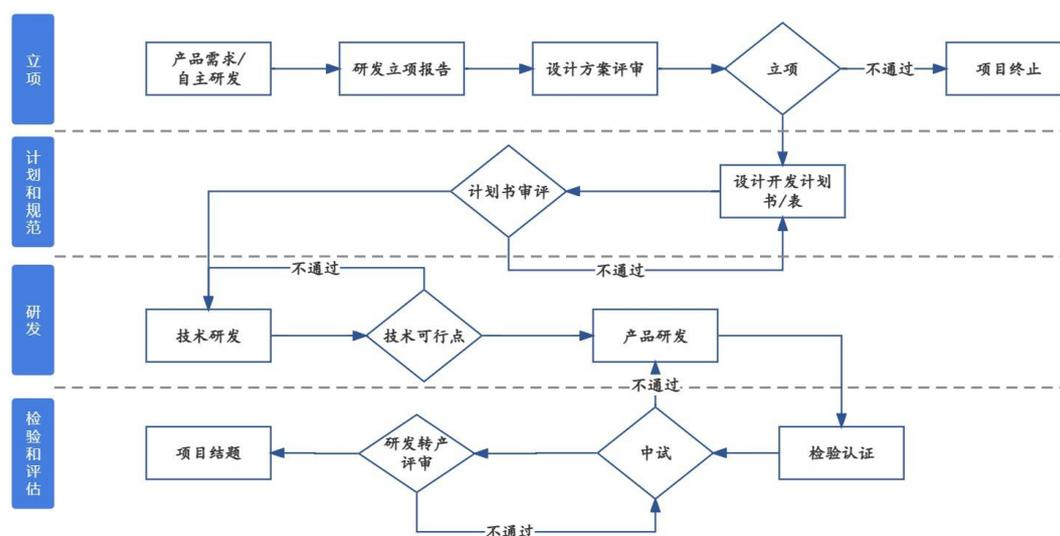 立项
产品需求/
自主研发
研发立项报告
设计方案评审
立项
不通过
项目终止
计划和规范
计划书审评
设计开发计划
书/表
不通过
研发
不通过
技术研发
技术可行点
产品研发
不通过
检验和评估
项目结题
研发转产
评审
中试
检验认证
不通过